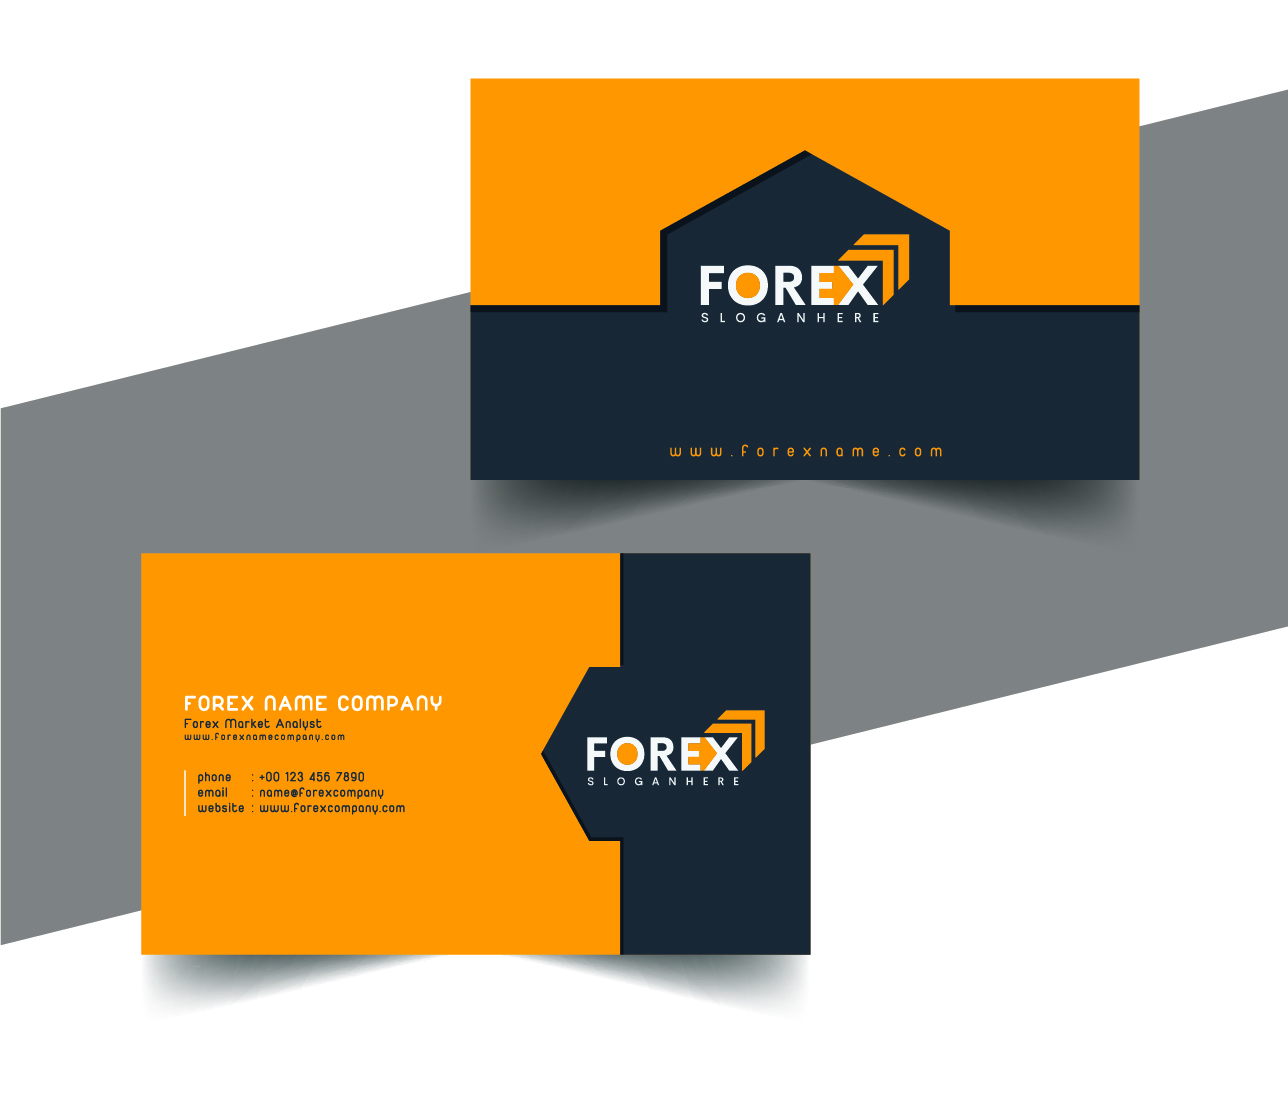 FOREX
SLOGANHERE
www.forexname.com
FOREX NAME COMPANY
Forex Market Analyst
www.forexnamecompany.com
phone : +00 123 456 7890
email : name@forexcompany
website : www.forexcompany.com
FOREX
SLOGANHERE